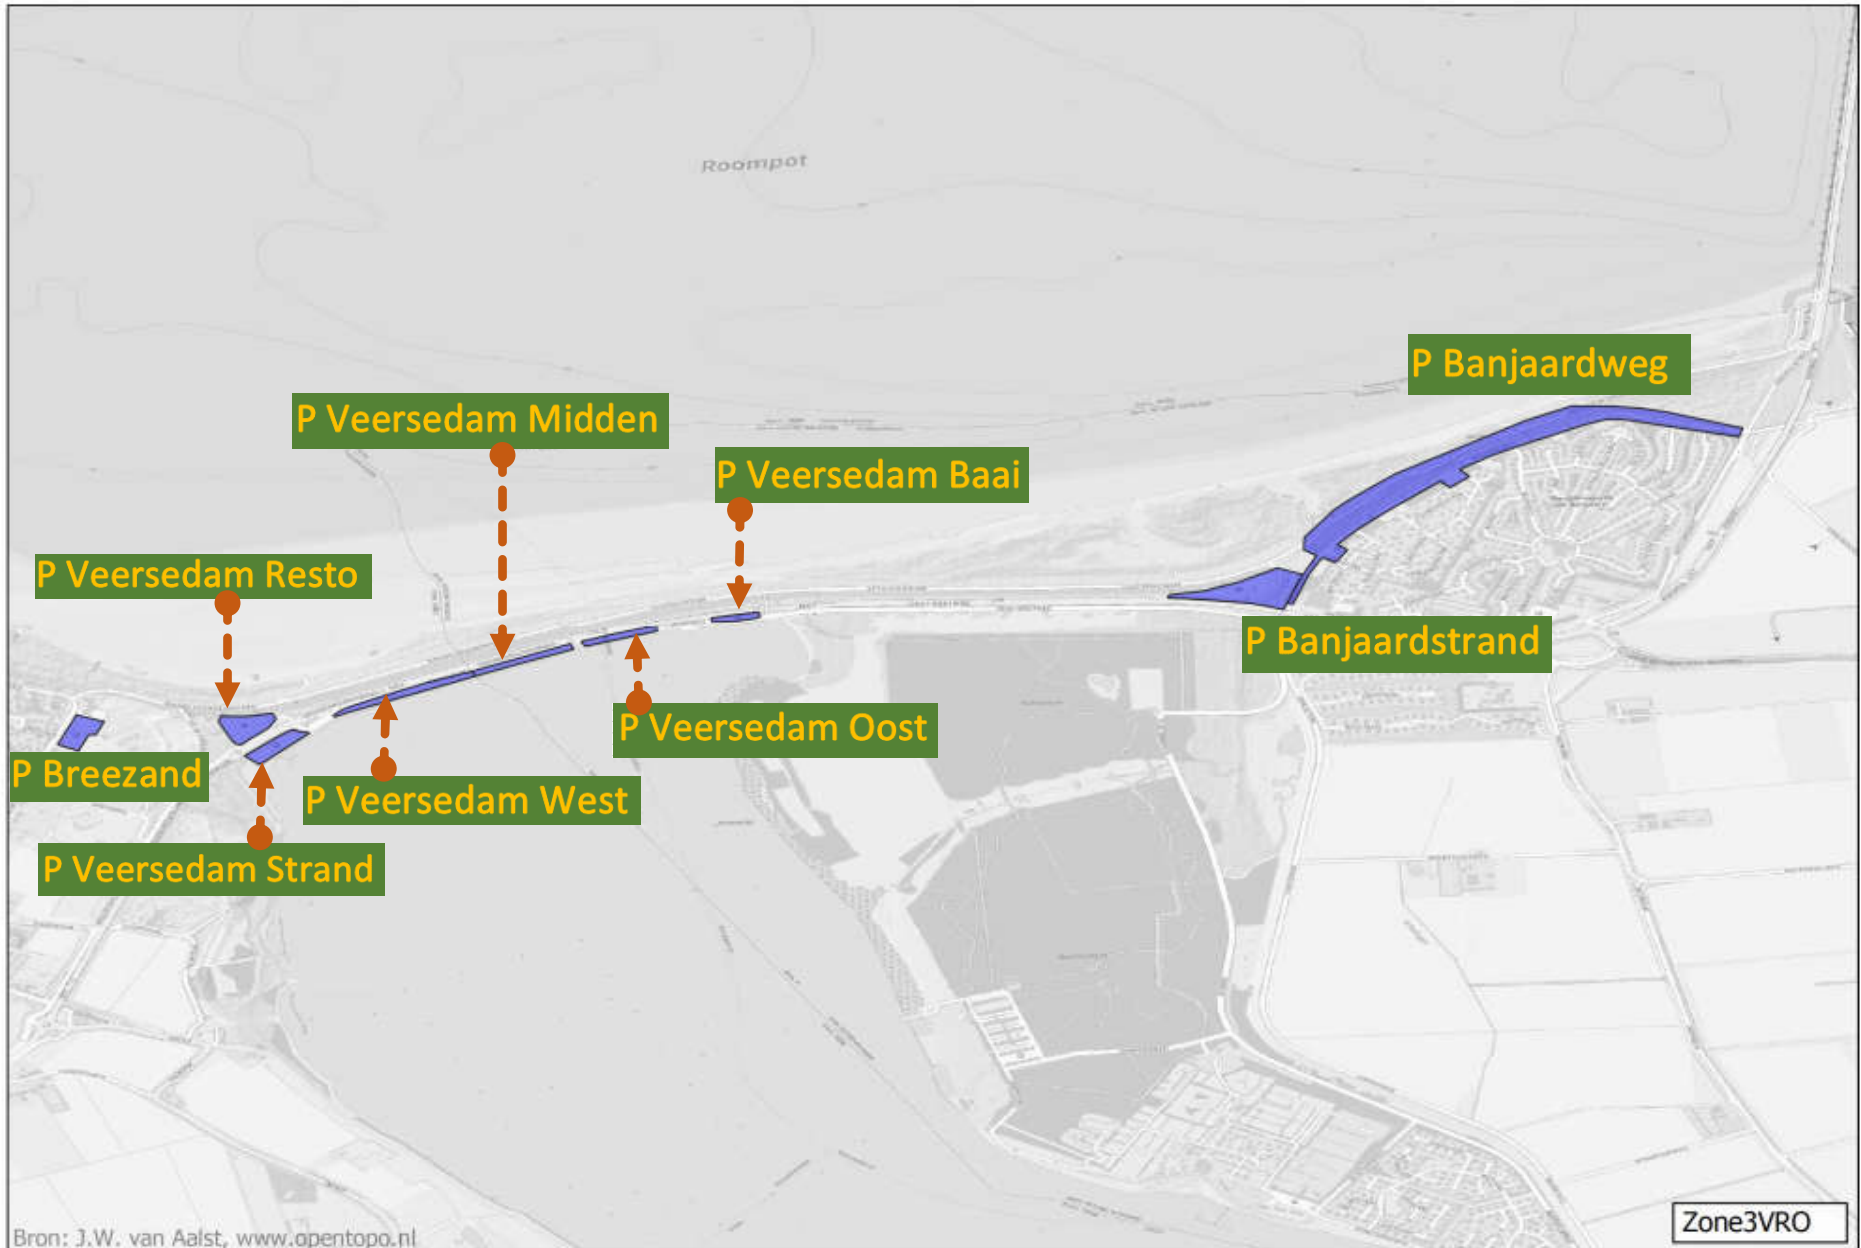 Roompot
P Banjaardweg
P Veersedam Midden
P Veersedam Baai
P Veersedam Resto
P Banjaardstrand
P Veersedam Oost
P Breezand
P Veersedam West
P Veersedam Strand
Zone3VRO
Bron: J.W. van Aalst, www.opentopo.nl